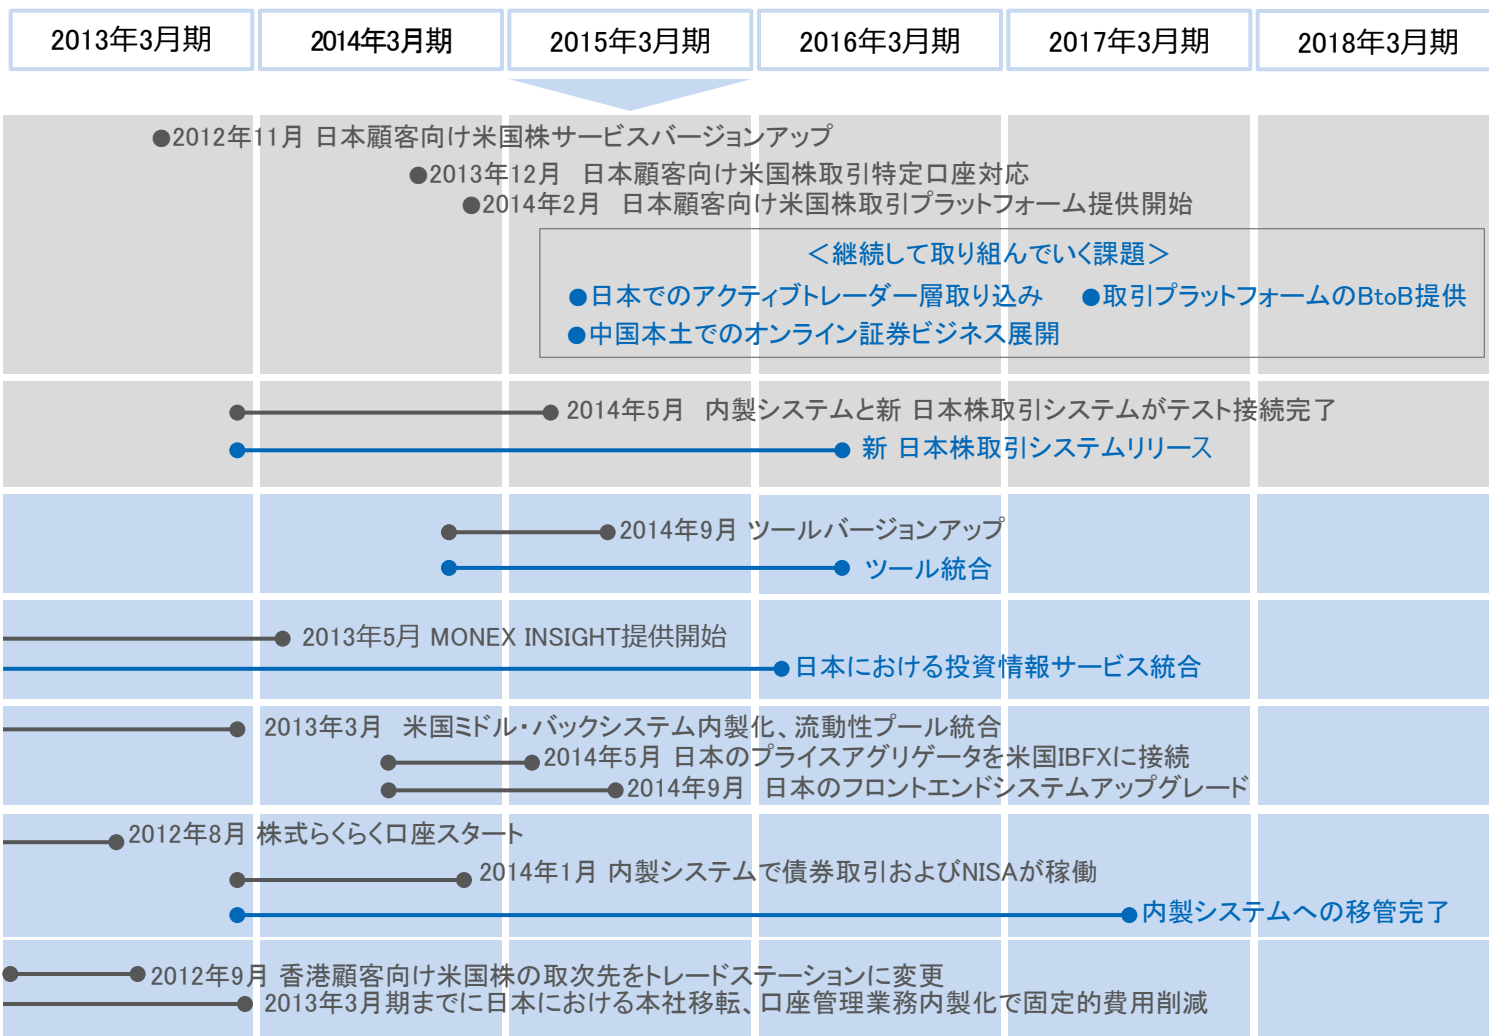 2013年3月期 2014年3月期 2015年3月期 2016年3月期 2017年3月期 2018年3月期
●2012年11月 日本顧客向け米国株サービスバージョンアップ
●2013年12月 日本顧客向け米国株取引特定口座対応
●2014年2月 日本顧客向け米国株取引プラットフォーム提供開始
＜継続して取り組んでいく課題＞
●日本でのアクティブトレーダー層取り込み ●取引プラットフォームのBtoB提供
●中国本土でのオンライン証券ビジネス展開
2014年5月 内製システムと新 日本株取引システムがテスト接続完了
新 日本株取引システムリリース
2014年9月 ツールバージョンアップ
ツール統合
2013年5月 MONEX INSIGHT提供開始
日本における投資情報サービス統合
2013年3月 米国ミドル・バックシステム内製化、流動性プール統合
2014年5月 日本のプライスアグリゲータを米国IBFXに接続
2014年9月 日本のフロントエンドシステムアップグレード
2012年8月 株式らくらく口座スタート
2014年1月 内製システムで債券取引およびNISAが稼働
内製システムへの移管完了
2012年9月 香港顧客向け米国株の取次先をトレードステーションに変更
2013年3月期までに日本における本社移転、口座管理業務内製化で固定的費用削減